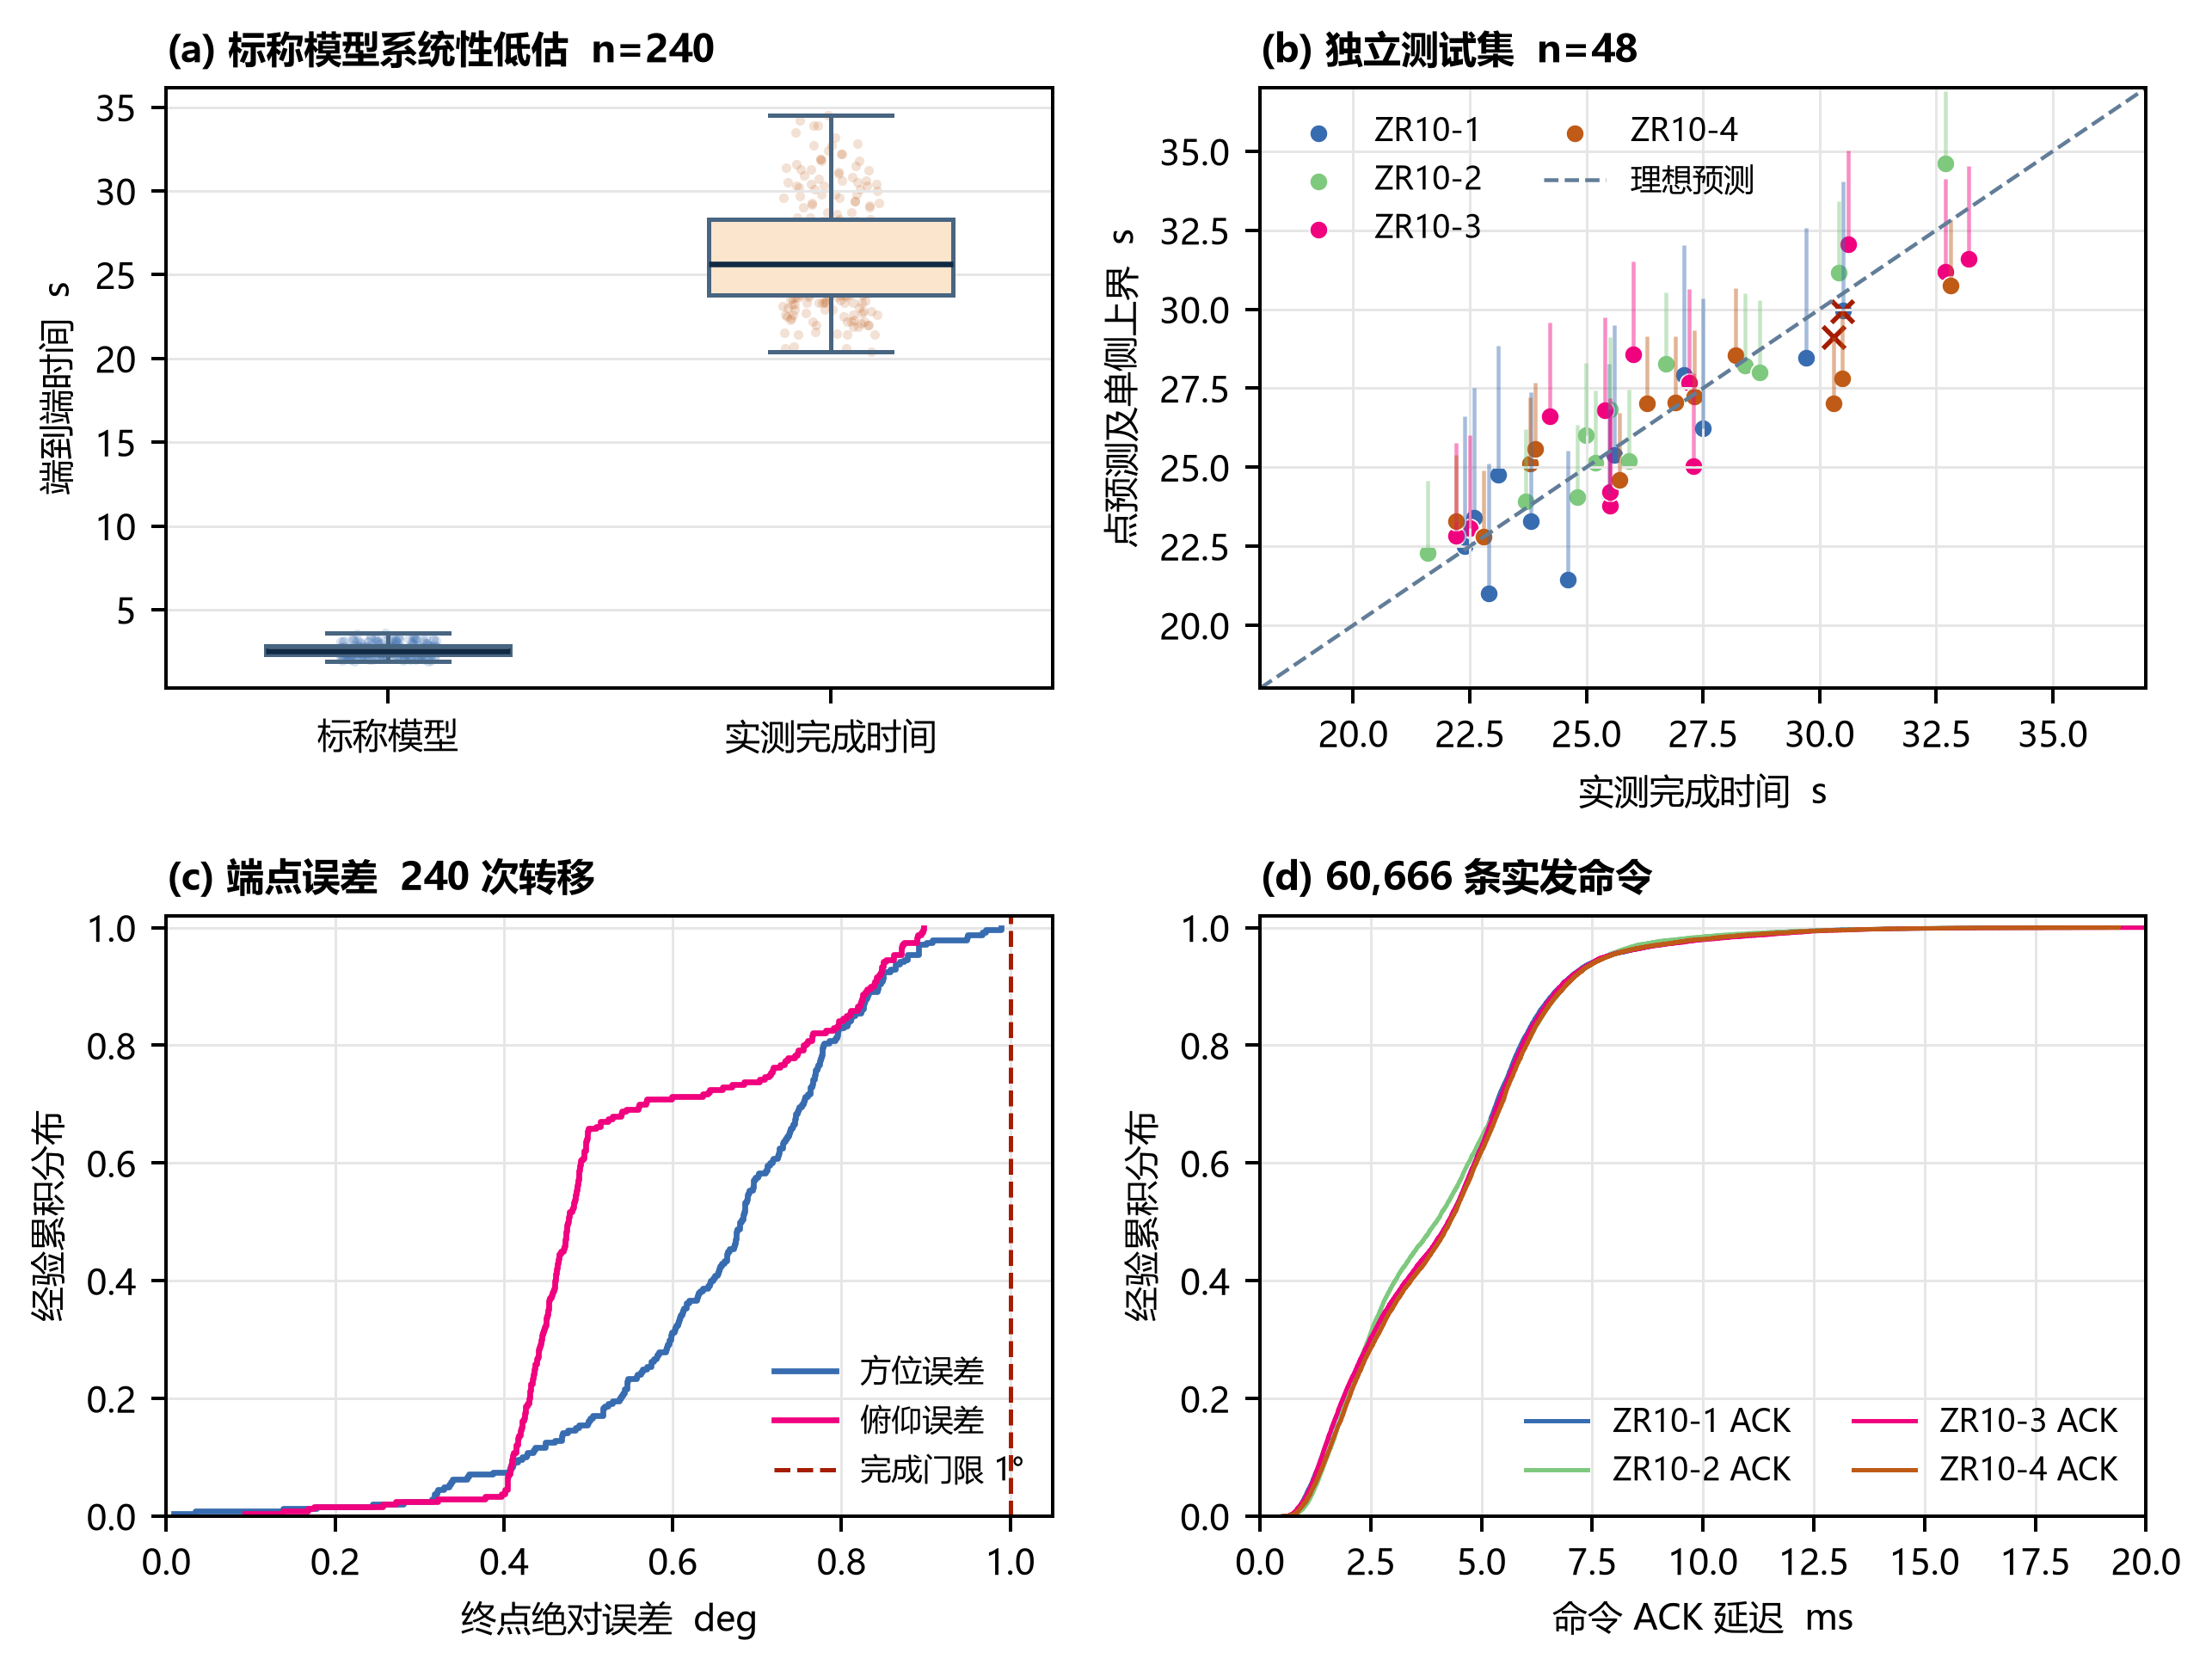 (a) 标称模型系统性低估 n=240
端到端时间 s
35
30
25
20
15
10
5
标称模型
实测完成时间
(b) 独立测试集 n=48
点预测及单侧上界 s
35.0
32.5
30.0
27.5
25.0
22.5
20.0
ZR10-1
ZR10-2
ZR10-3
ZR10-4
理想预测
20.0
22.5
25.0
27.5
30.0
32.5
35.0
实测完成时间 s
(c) 端点误差 240 次转移
经验累积分布
1.0
0.8
0.6
0.4
0.2
0.0
方位误差
俯仰误差
完成门限 1°
0.0
0.2
0.4
0.6
0.8
1.0
终点绝对误差 deg
(d) 60,666 条实发命令
经验累积分布
1.0
0.8
0.6
0.4
0.2
0.0
ZR10-1 ACK
ZR10-2 ACK
ZR10-3 ACK
ZR10-4 ACK
0.0
2.5
5.0
7.5
10.0
12.5
15.0
17.5
20.0
命令 ACK 延迟 ms